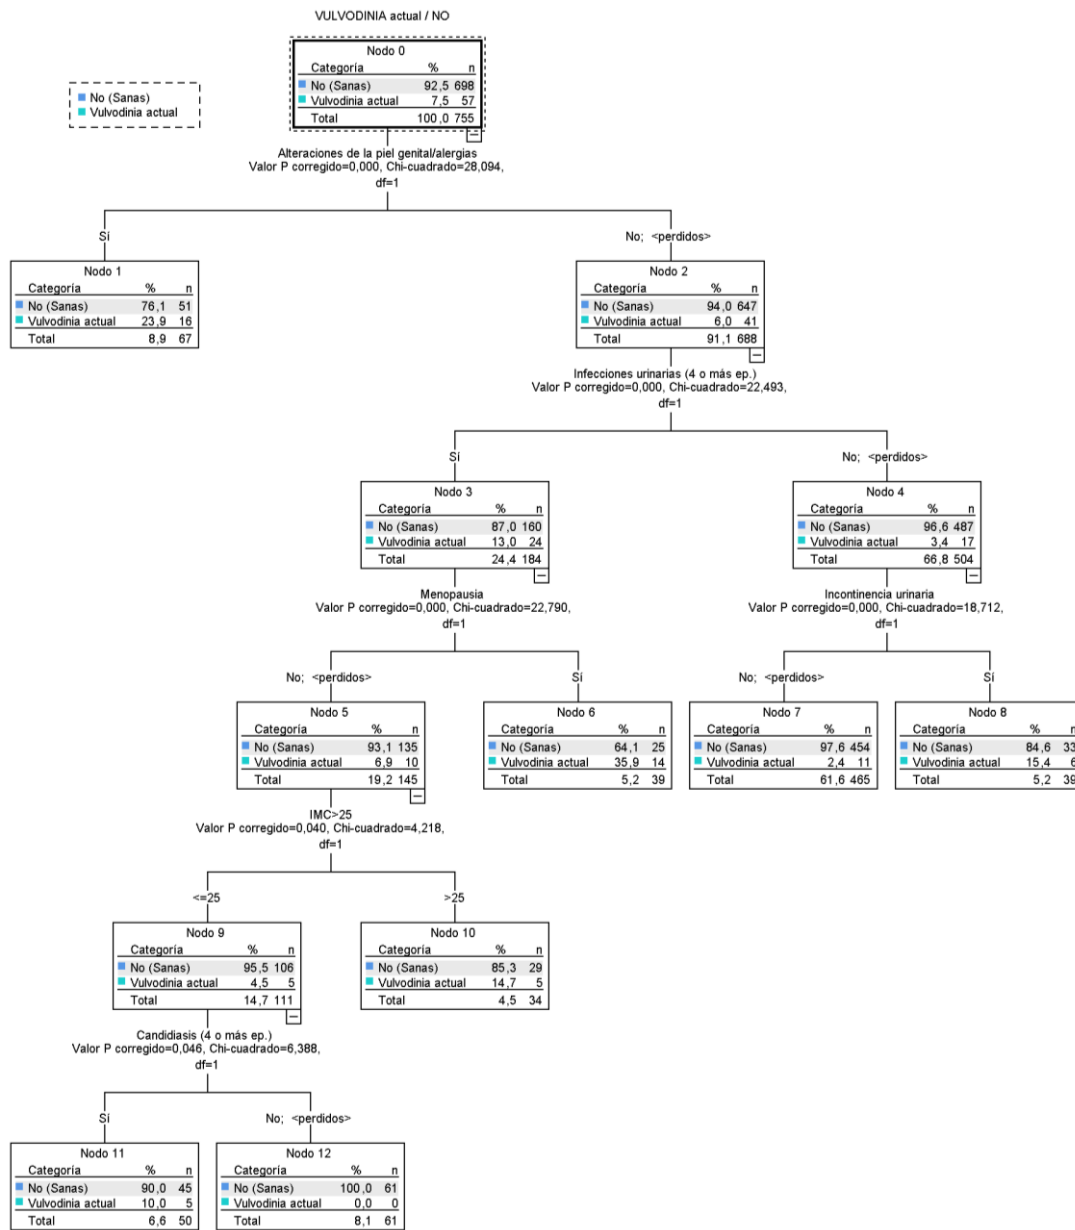 VULVODINIA actual / NO
No (Sanas)
Vulvodinia actual
Nodo 0
Categoría % n
No (Sanas) 92,5 698
Vulvodinia actual 7,5 57
Total 100,0 755
Alteraciones de la piel genital/alergias
Valor P corregido=0,000, Chi-cuadrado=28,094,
df=1
Sí
No; <perdidos>
Nodo 1
Categoría % n
No (Sanas) 76,1 51
Vulvodinia actual 23,9 16
Total 8,9 67
Nodo 2
Categoría % n
No (Sanas) 94,0 647
Vulvodinia actual 6,0 41
Total 91,1 688
Infecciones urinarias (4 o más ep.)
Valor P corregido=0,000, Chi-cuadrado=22,493,
df=1
Sí
No; <perdidos>
Nodo 3
Categoría % n
No (Sanas) 87,0 160
Vulvodinia actual 13,0 24
Total 24,4 184
Nodo 4
Categoría % n
No (Sanas) 96,6 487
Vulvodinia actual 3,4 17
Total 66,8 504
Menopausia
Valor P corregido=0,000, Chi-cuadrado=22,790,
df=1
Incontinencia urinaria
Valor P corregido=0,000, Chi-cuadrado=18,712,
df=1
No; <perdidos>
Sí
No; <perdidos>
Sí
Nodo 5
Categoría % n
No (Sanas) 93,1 135
Vulvodinia actual 6,9 10
Total 19,2 145
Nodo 6
Categoría % n
No (Sanas) 64,1 25
Vulvodinia actual 35,9 14
Total 5,2 39
Nodo 7
Categoría % n
No (Sanas) 97,6 454
Vulvodinia actual 2,4 11
Total 61,6 465
Nodo 8
Categoría % n
No (Sanas) 84,6 33
Vulvodinia actual 15,4 6
Total 5,2 39
IMC>25
Valor P corregido=0,040, Chi-cuadrado=4,218,
df=1
<=25
>25
Nodo 9
Categoría % n
No (Sanas) 95,5 106
Vulvodinia actual 4,5 5
Total 14,7 111
Nodo 10
Categoría % n
No (Sanas) 85,3 29
Vulvodinia actual 14,7 5
Total 4,5 34
Candidiasis (4 o más ep.)
Valor P corregido=0,046, Chi-cuadrado=6,388,
df=1
Sí
No; <perdidos>
Nodo 11
Categoría % n
No (Sanas) 90,0 45
Vulvodinia actual 10,0 5
Total 6,6 50
Nodo 12
Categoría % n
No (Sanas) 100,0 61
Vulvodinia actual 0,0 0
Total 8,1 61